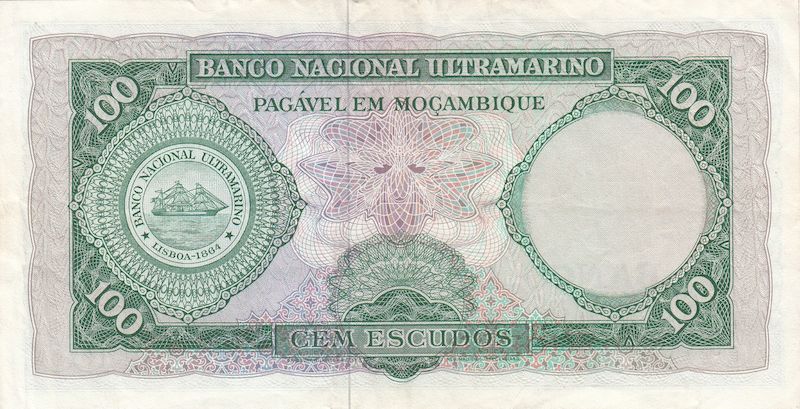 BANCO NACIONAL ULTRAMARINO
PAGÁVEL EM MOÇAMBIQUE
100
100
BANCO NACIONAL ULTRAMARINO
LISBOA-1864
100
100
CEM ESCUDOS